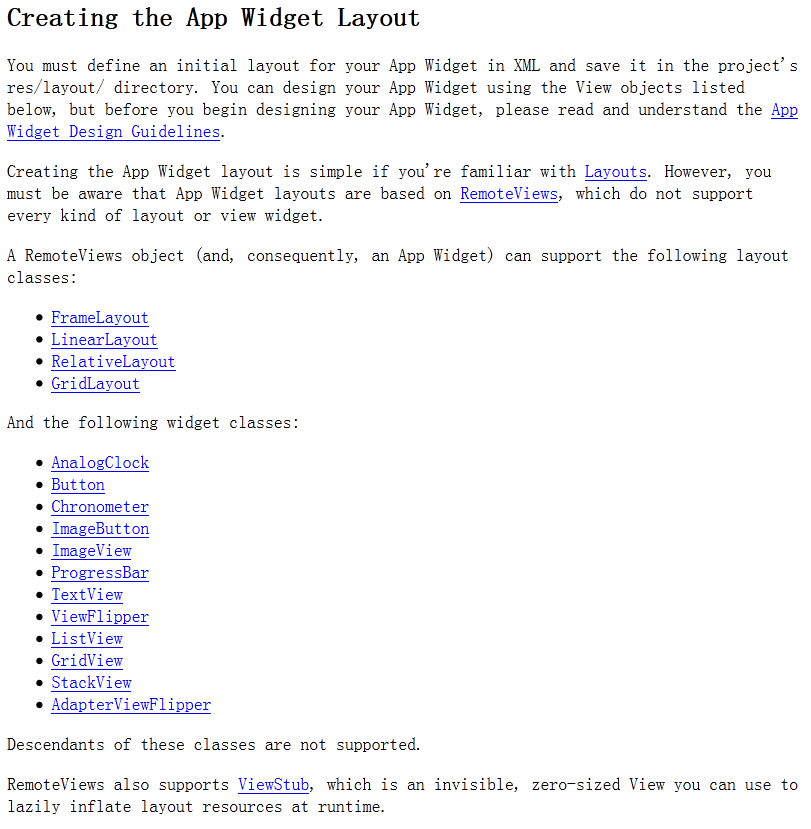 Creating the App Widget Layout
You must define an initial layout for your App Widget in XML and save it in the project's
res/layout/ directory. You can design your App Widget using the View objects listed
below, but before you begin designing your App Widget, please read and understand the App
Widget Design Guidelines.
Creating the App Widget layout is simple if you're familiar with Layouts. However, you
must be aware that App Widget layouts are based on RemoteViews, which do not support
every kind of layout or view widget.
A RemoteViews object (and, consequently, an App Widget) can support the following layout
classes:
• FrameLayout
• LinearLayout
• RelativeLayout
• GridLayout
And the following widget classes:
• AnalogClock
• Button
• Chronometer
• ImageButton
• ImageView
• ProgressBar
• TextView
• ViewFlipper
• ListView
• GridView
• StackView
• AdapterViewFlipper
Descendants of these classes are not supported.
RemoteViews also supports ViewStub, which is an invisible, zero-sized View you can use to
lazily inflate layout resources at runtime.